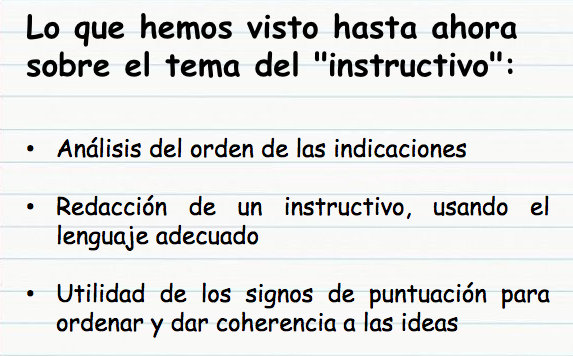 Lo que hemos visto hasta ahora
sobre el tema del "instructivo":
• Análisis del orden de las indicaciones
• Redacción de un instructivo, usando el
lenguaje adecuado
• Utilidad de los signos de puntuación para
ordenar y dar coherencia a las ideas